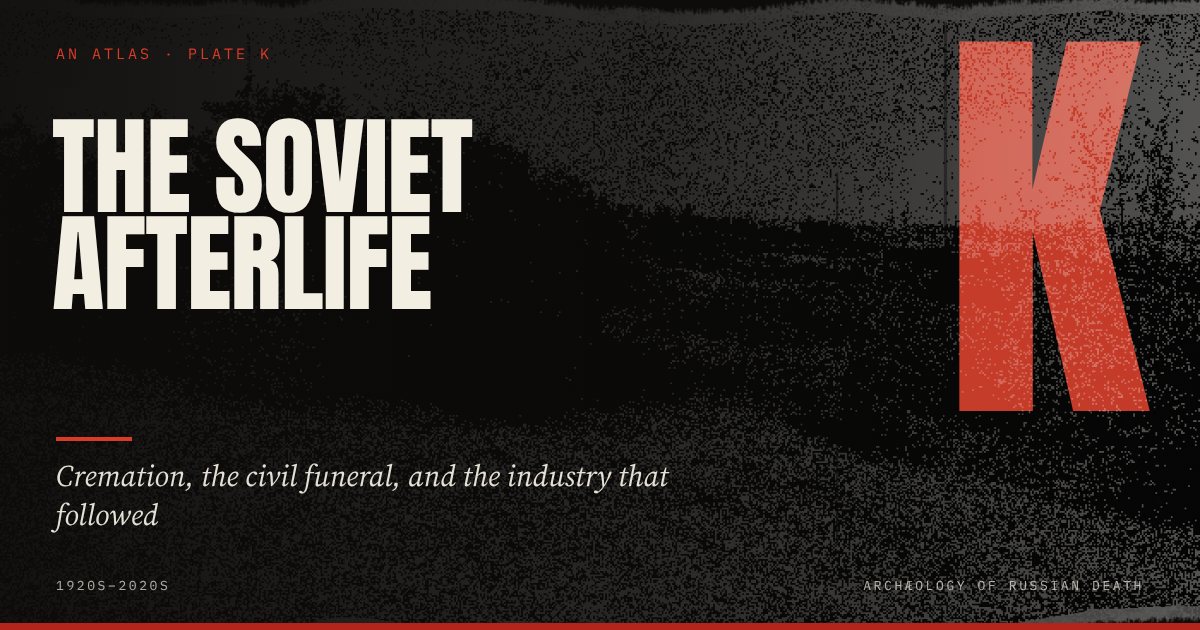 AN ATLAS · PLATE K
K
THE SOVIET
AFTERLIFE
Cremation, the civil funeral, and the industry that
followed
1920S–2020S
ARCHÆOLOGY OF RUSSIAN DEATH